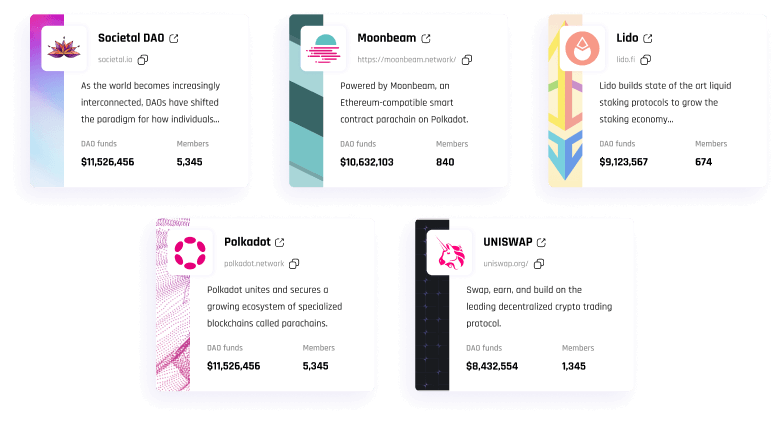 Societal DAO
societal.io
As the world becomes increasingly
interconnected, DAOs have shifted
the paradigm for how individuals...
DAO funds Members
$11,526,456 5,345
Moonbeam
https://moonbeam.network/
Powered by Moonbeam, an
Ethereum-compatible smart
contract parachain on Polkadot.
DAO funds Members
$10,632,103 840
Lido
lido.fi
Lido builds state of the art liquid
staking protocols to grow the
staking economy...
DAO funds Members
$9,123,567 674
Polkadot
polkadot.network
Polkadot unites and secures a
growing ecosystem of specialized
blockchains called parachains.
DAO funds Members
$11,526,456 5,345
UNISWAP
uniswap.org/
Swap, earn, and build on the
leading decentralized crypto trading
protocol.
DAO funds Members
$8,432,554 1,345